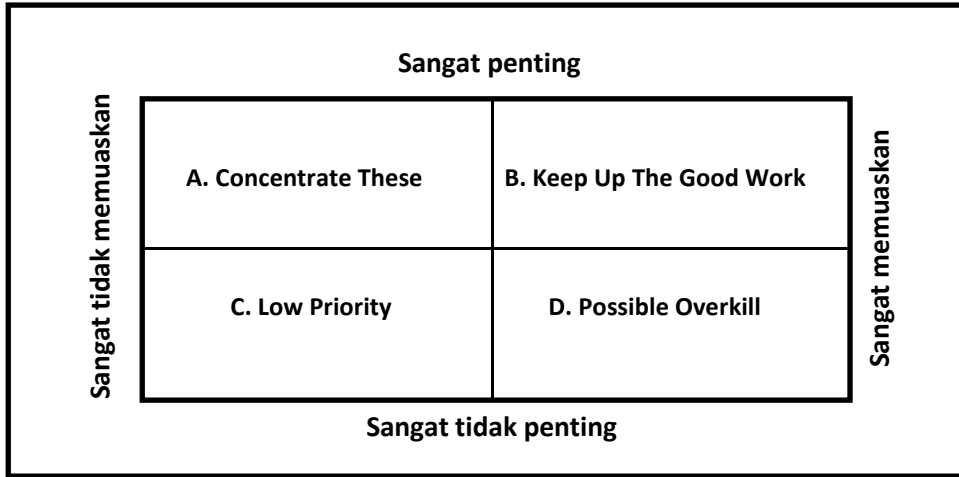 Sangat penting
Sangat tidak memuaskan
A. Concentrate These
B. Keep Up The Good Work
Sangat memuaskan
C. Low Priority
D. Possible Overkill
Sangat tidak penting